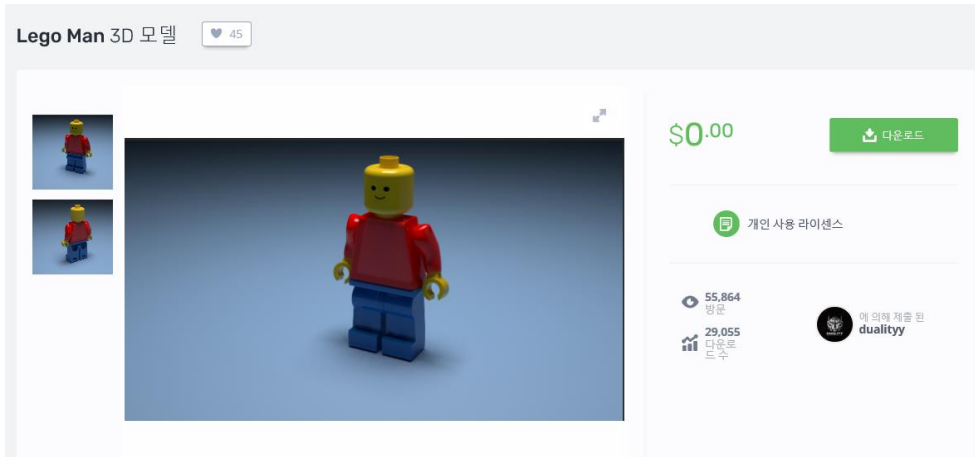 Lego Man 3D 모델
45
$0.00
다운로드
개인 사용 라이센스
55,864
방문
29,055
다운로
드 수
에 의해 제출 된
dualityy